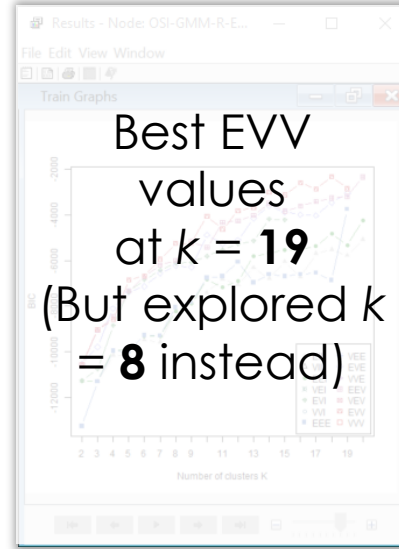 Results - Node: OSI-GMM-R-E...
File Edit View Window
Train Graphs
Best EVV
values
at k = 19
(But explored k
= 8 instead)
-2000
-4000
-6000
-10000
-12000
BIC
VEE
EVE
VEI EEV
EVI VEV
VVI EVV
EEE VVV
2 3 4 5 6 7 8 9 11 13 15 17 19
Number of clusters K